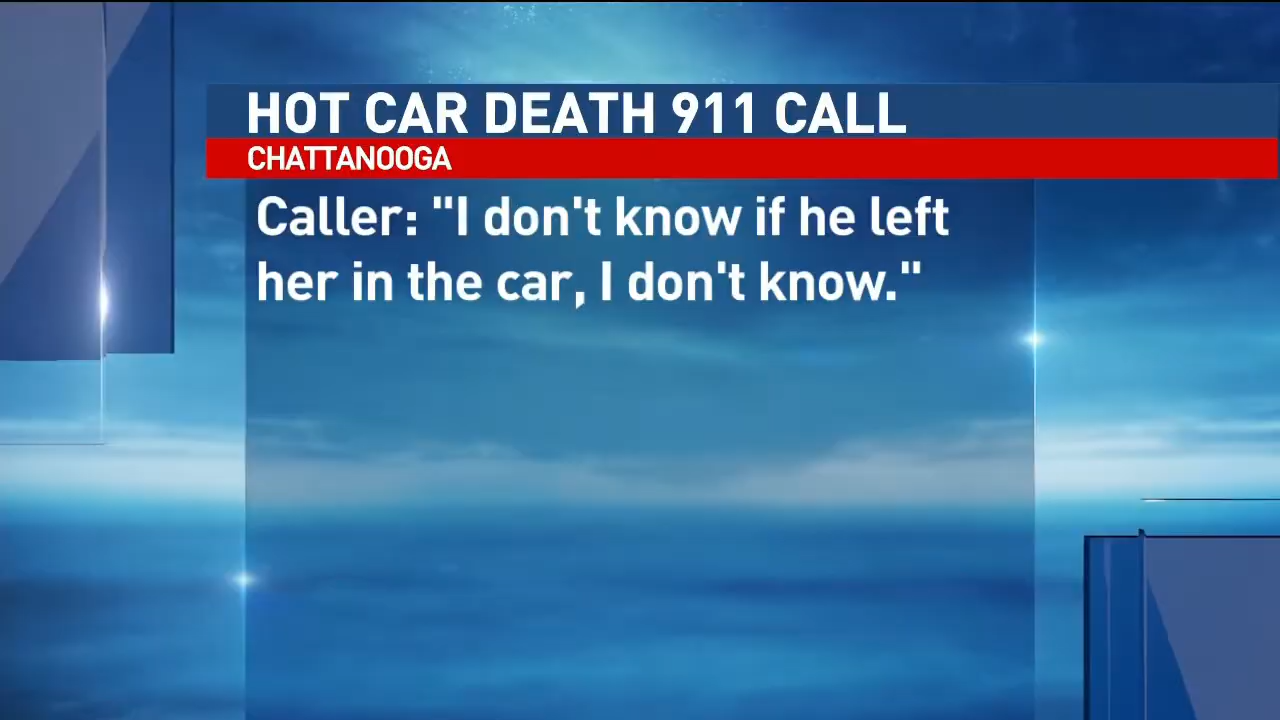 HOT CAR DEATH 911 CALL
CHATTANOOGA
Caller: "I don't know if he left
her in the car, I don't know."